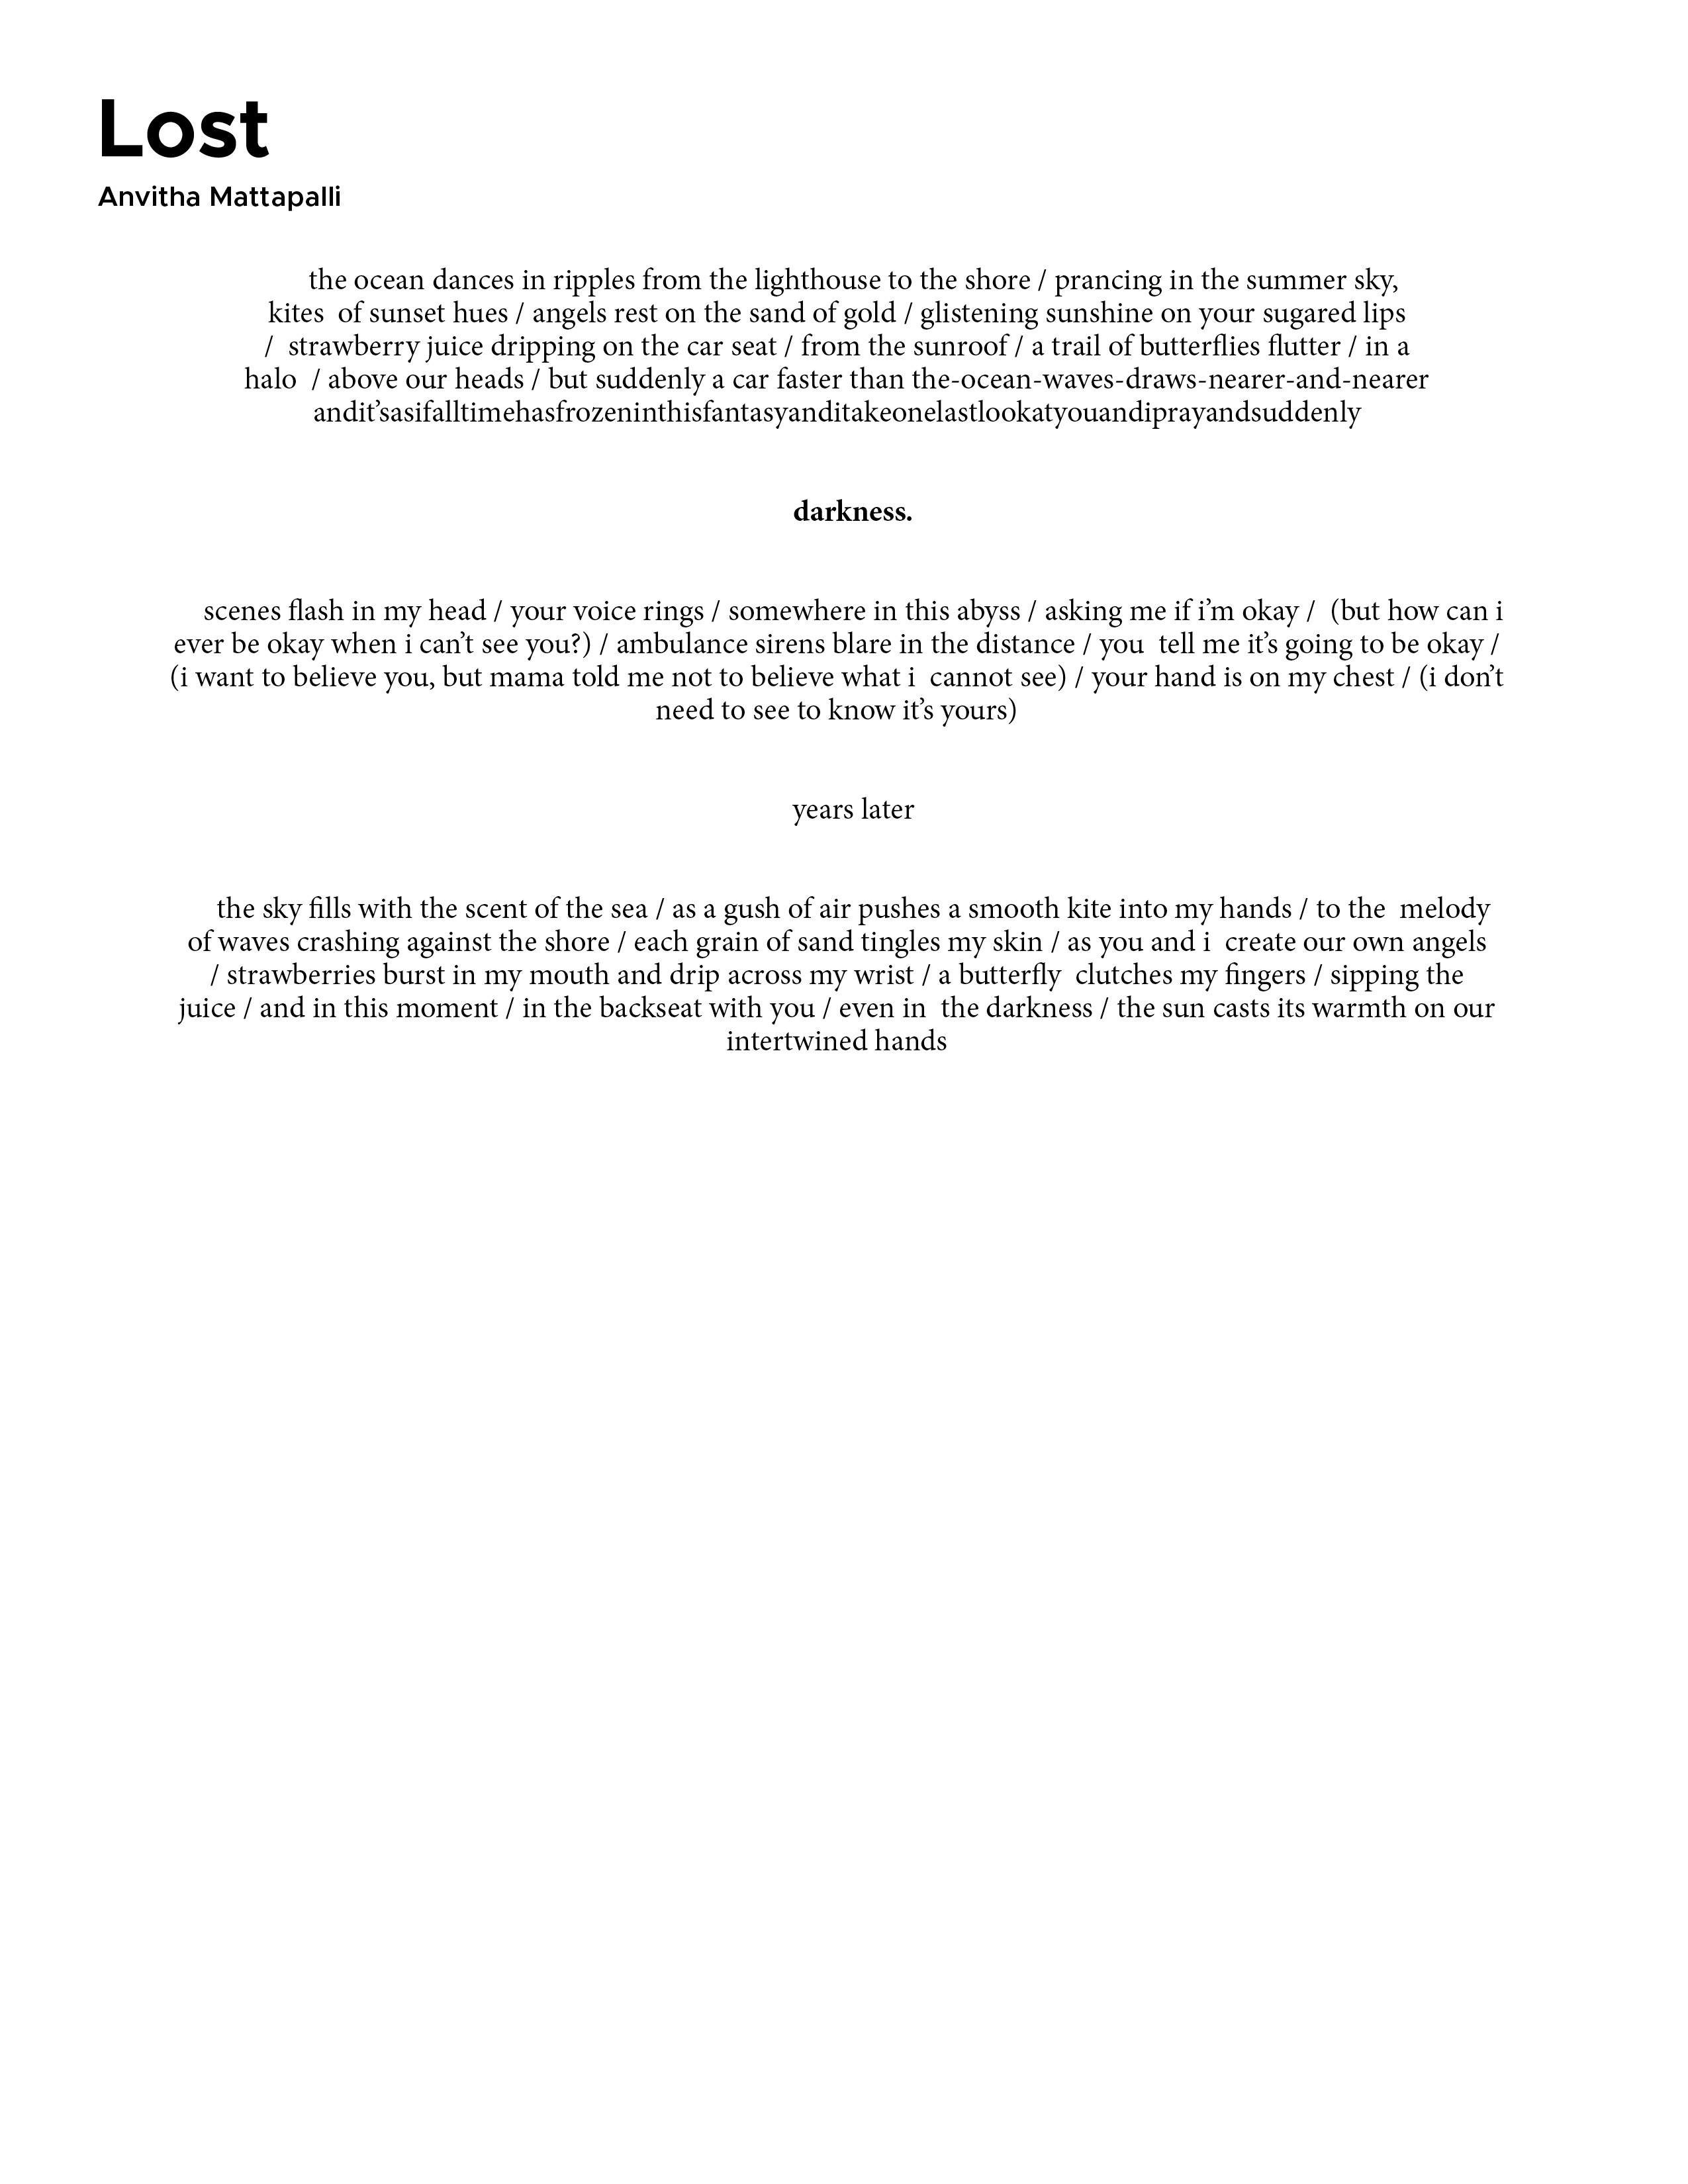 Lost
Anvitha Mattapalli
the ocean dances in ripples from the lighthouse to the shore / prancing in the summer sky,
kites  of sunset hues / angels rest on the sand of gold / glistening sunshine on your sugared lips
/  strawberry juice dripping on the car seat / from the sunroof / a trail of butterflies flutter / in a
halo  / above our heads / but suddenly a car faster than the-ocean-waves-draws-nearer-and-nearer
andit’sasifalltimehasfrozeninthisfantasyanditakeonelastlookatyouandiprayandsuddenly
darkness.
scenes flash in my head / your voice rings / somewhere in this abyss / asking me if i’m okay /  (but how can i
ever be okay when i can’t see you?) / ambulance sirens blare in the distance / you  tell me it’s going to be okay /
(i want to believe you, but mama told me not to believe what i  cannot see) / your hand is on my chest / (i don’t
need to see to know it’s yours)
years later
the sky fills with the scent of the sea / as a gush of air pushes a smooth kite into my hands / to the  melody
of waves crashing against the shore / each grain of sand tingles my skin / as you and i  create our own angels
/ strawberries burst in my mouth and drip across my wrist / a butterfly  clutches my fingers / sipping the
juice / and in this moment / in the backseat with you / even in  the darkness / the sun casts its warmth on our
intertwined hands